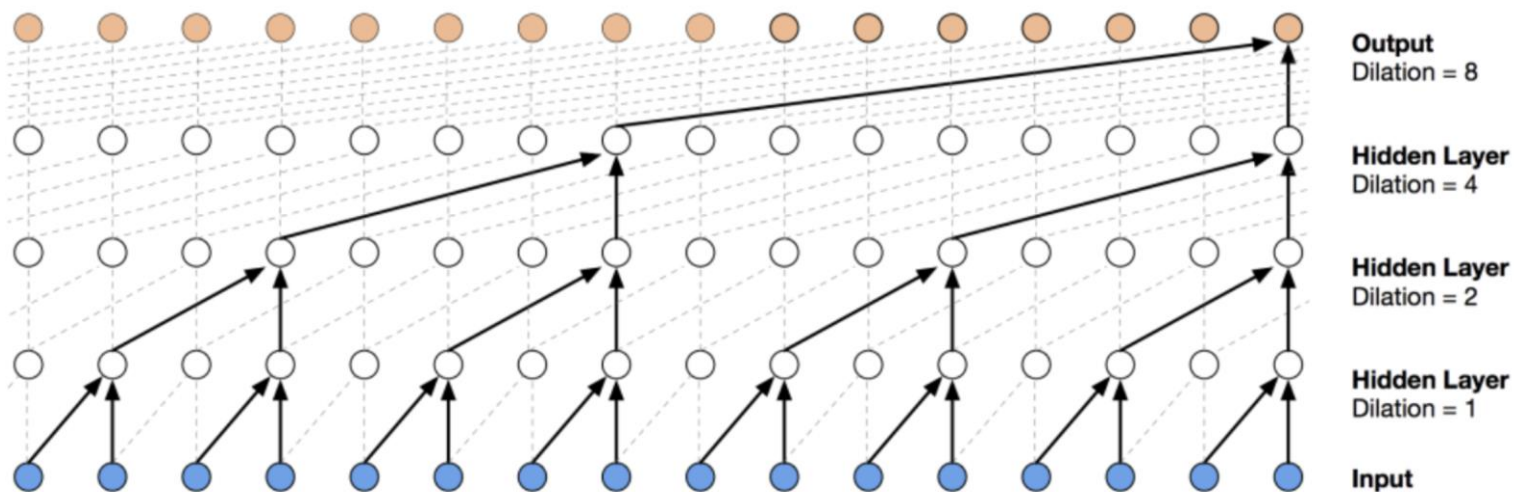 Output
Dilation = 8
Hidden Layer
Dilation = 4
Hidden Layer
Dilation = 2
Hidden Layer
Dilation = 1
Input